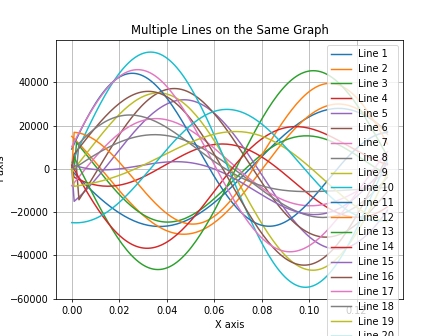 Multiple Lines on the Same Graph
40000
20000
0
−20000
−40000
−60000
0.00
0.02
0.04
0.06
0.08
0.10
X axis
Line 1
Line 2
Line 3
Line 4
Line 5
Line 6
Line 7
Line 8
Line 9
Line 10
Line 11
Line 12
Line 13
Line 14
Line 15
Line 16
Line 17
Line 18
Line 19
Line 20